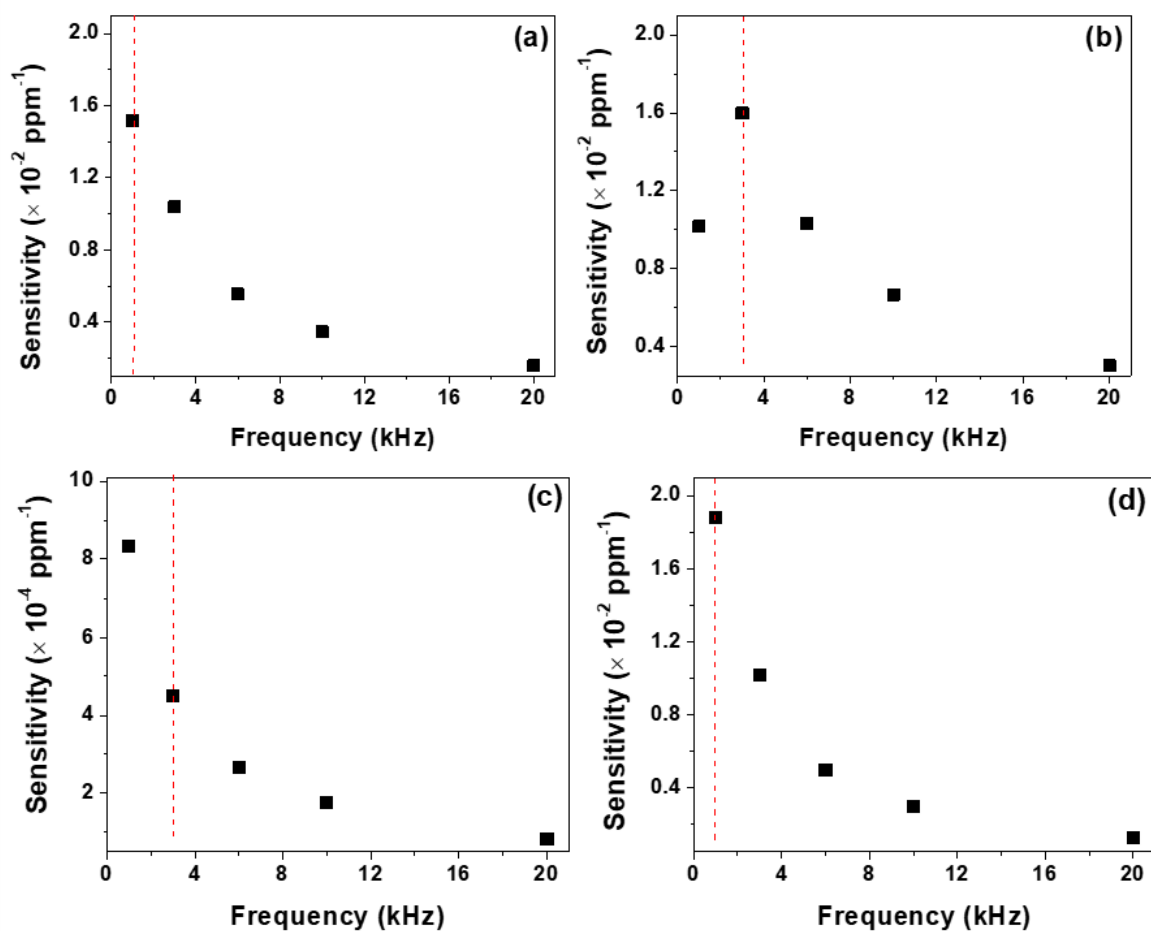 (a)
Sensitivity (× 10⁻² ppm⁻¹)
2.0
1.6
1.2
0.8
0.4
0 4 8 12 16 20
Frequency (kHz)
(b)
Sensitivity (× 10⁻² ppm⁻¹)
2.0
1.6
1.2
0.8
0.4
0 4 8 12 16 20
Frequency (kHz)
(c)
Sensitivity (× 10⁻⁴ ppm⁻¹)
10
8
6
4
2
0 4 8 12 16 20
Frequency (kHz)
(d)
Sensitivity (× 10⁻² ppm⁻¹)
2.0
1.6
1.2
0.8
0.4
0 4 8 12 16 20
Frequency (kHz)